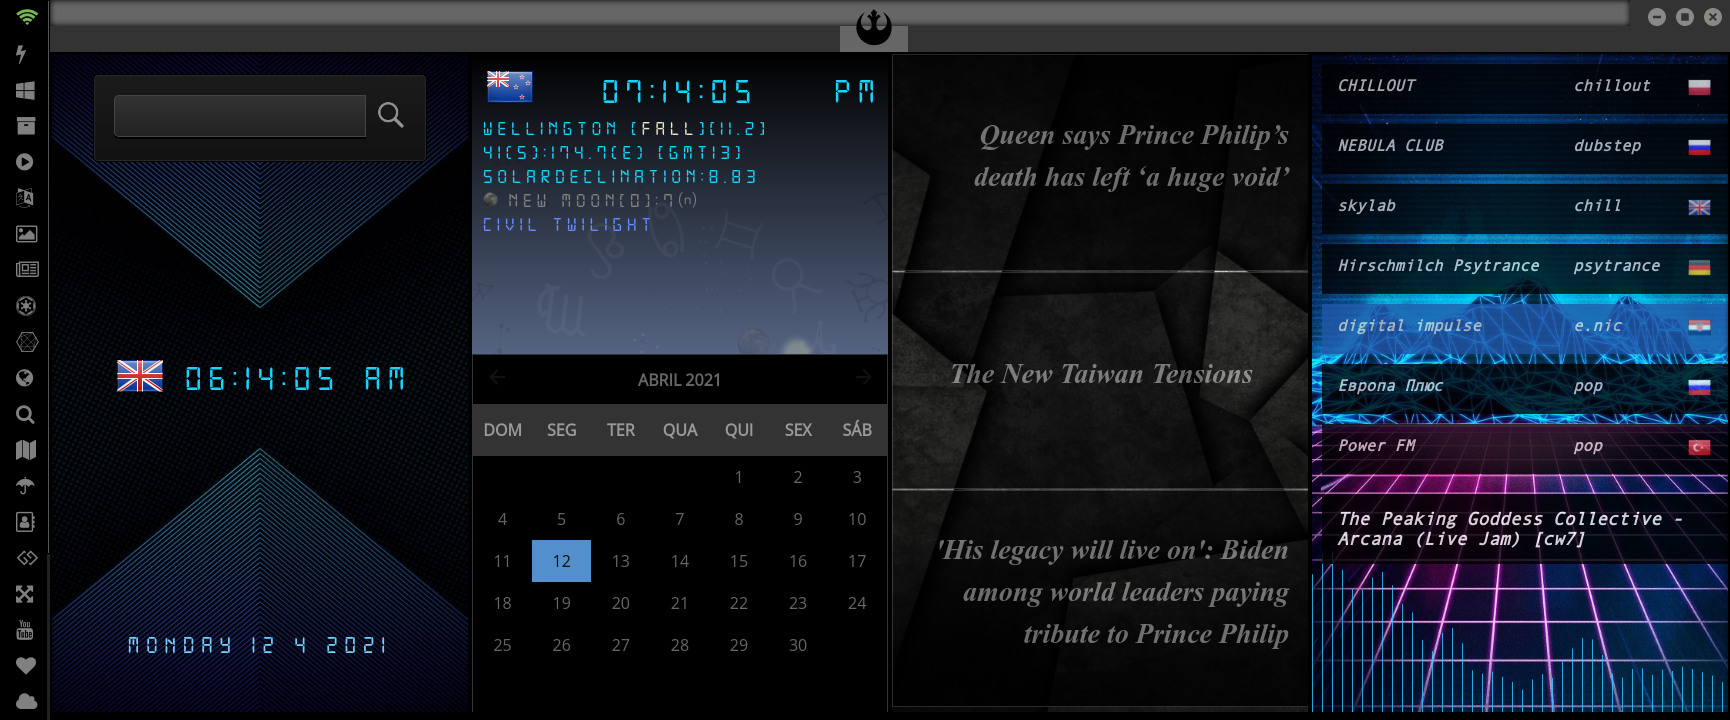 07:14:05 PM
WELLINGTON [FALL][11.2]
41(S):174.7(E) [GMT13]
SOLARDECLINATION:8.83
NEW MOON[0]:7(n)
CIVIL TWILIGHT
06:14:05 AM
MONDAY 12 4 2021
ABRIL 2021
DOM SEG TER QUA QUI SEX SÁB
1 2 3
4 5 6 7 8 9 10
11 12 13 14 15 16 17
18 19 20 21 22 23 24
25 26 27 28 29 30
Queen says Prince Philip’s
death has left ‘a huge void’
The New Taiwan Tensions
'His legacy will live on': Biden
among world leaders paying
tribute to Prince Philip
CHILLOUT chillout
NEBULA CLUB dubstep
skylab chill
Hirschmilch Psytrance psytrance
digital impulse e.nic
Европа Плюс pop
Power FM pop
The Peaking Goddess Collective -
Arcana (Live Jam) [cw7]
You
Tube